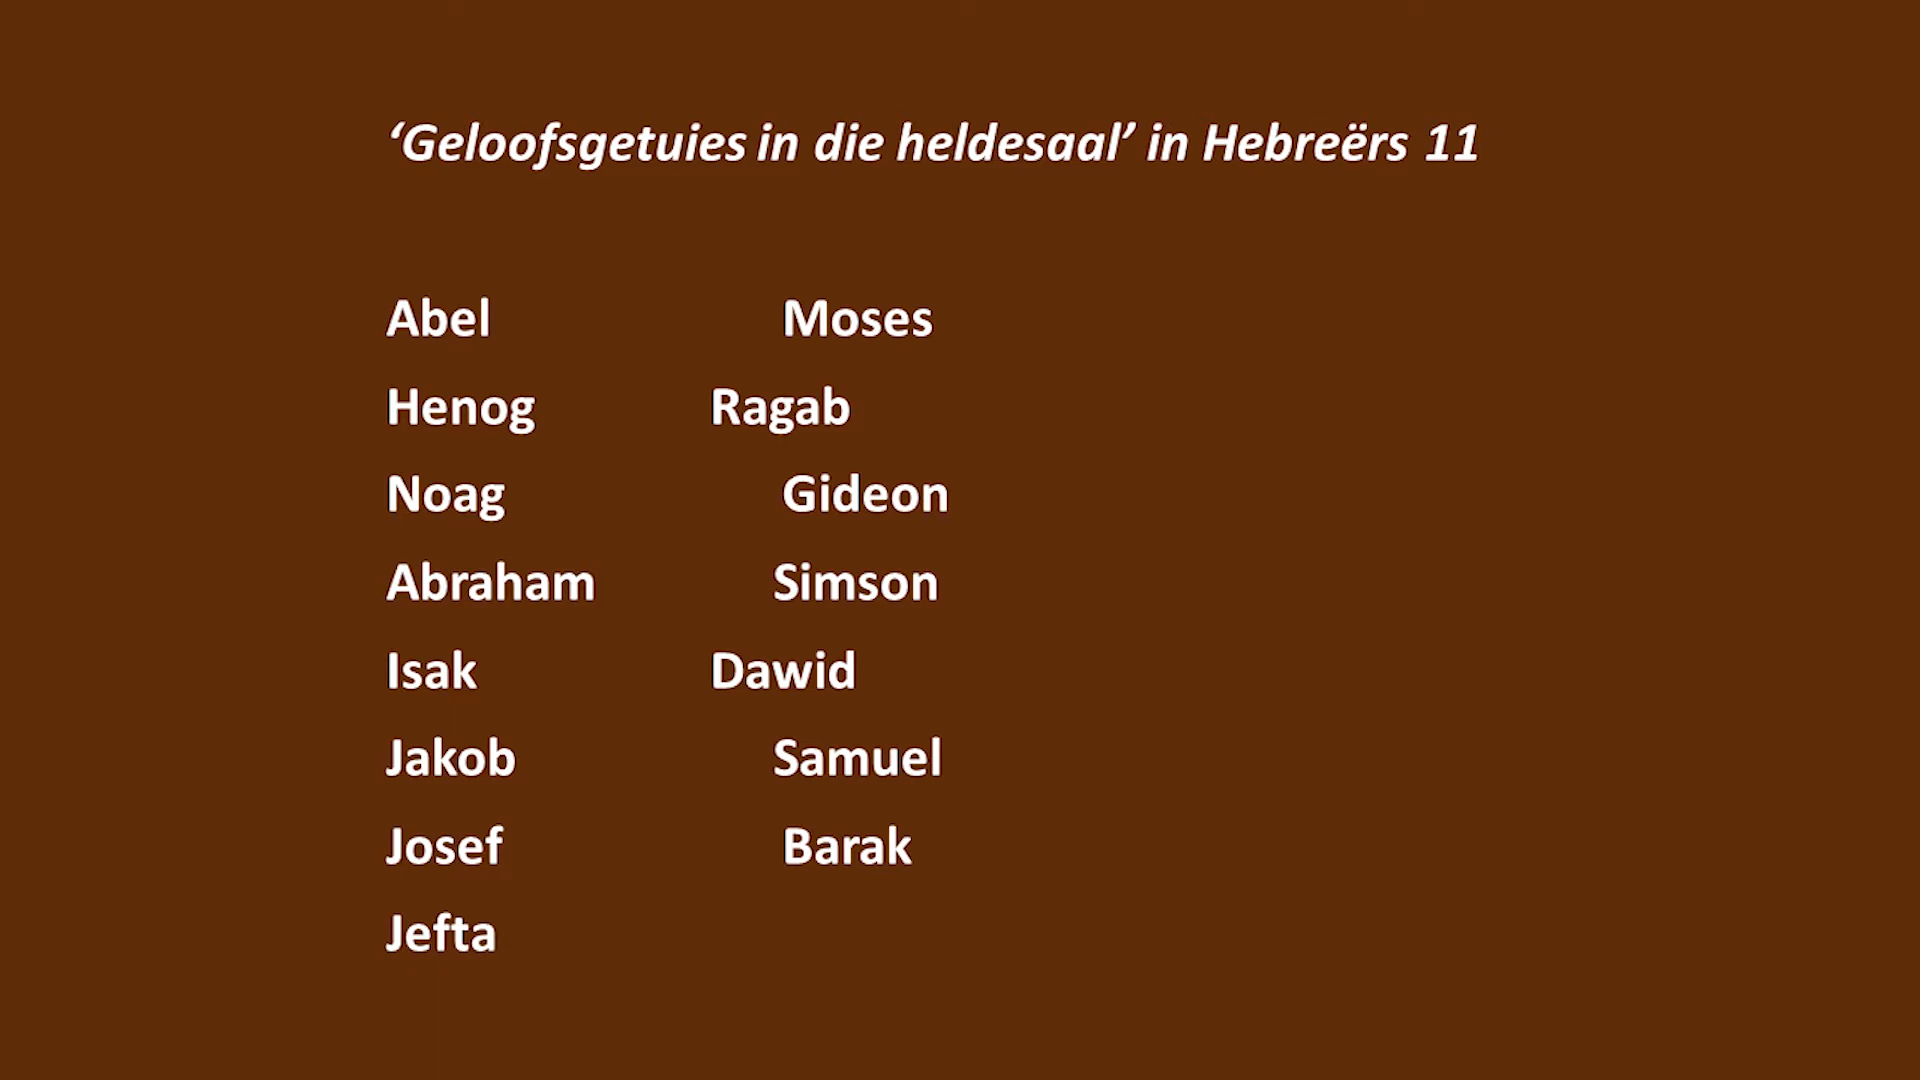 ‘Geloofsgetuies in die heldesaal’ in Hebreërs 11
Abel Moses
Henog Ragab
Noag Gideon
Abraham Simson
Isak Dawid
Jakob Samuel
Josef Barak
Jefta